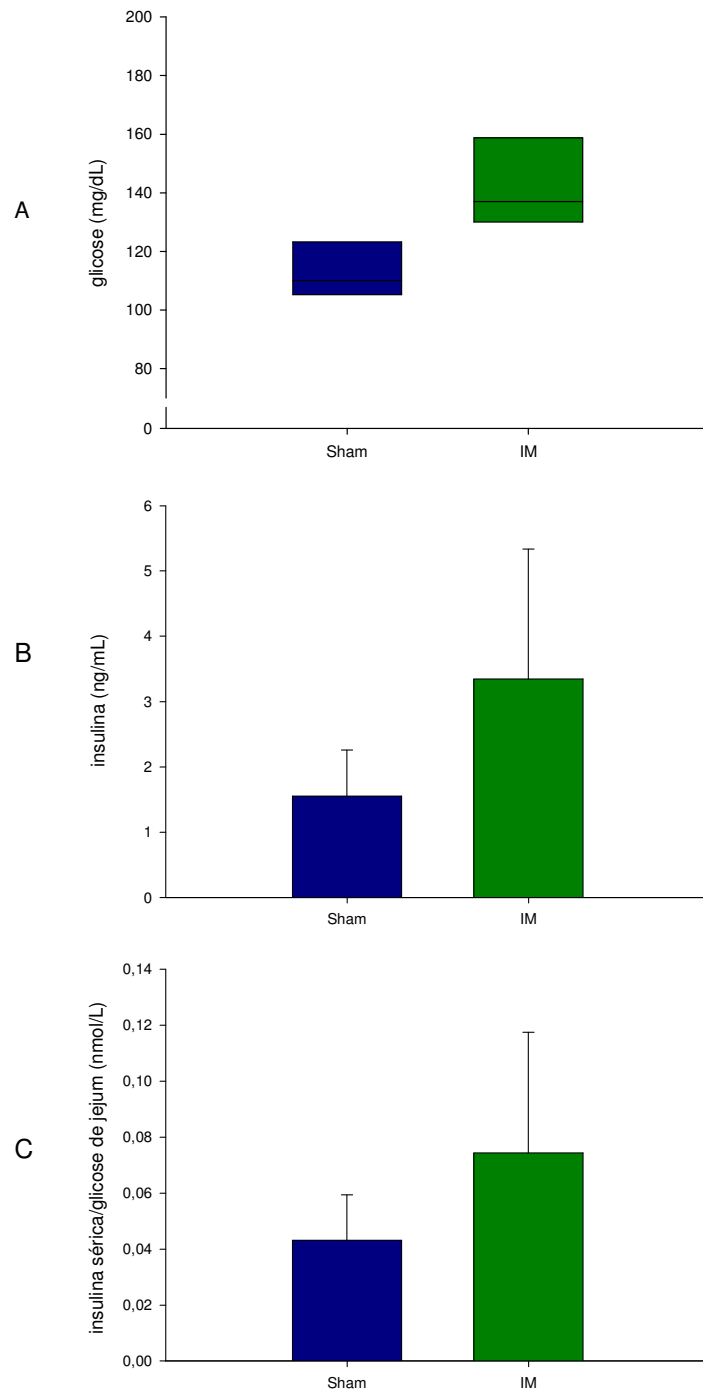 A
glicose (mg/dL)
200
180
160
140
120
100
80
0
Sham IM
B
insulina (ng/mL)
6
5
4
3
2
1
0
Sham IM
C
insulina sérica/glicose de jejum (nmol/L)
0,14
0,12
0,10
0,08
0,06
0,04
0,02
0,00
Sham IM